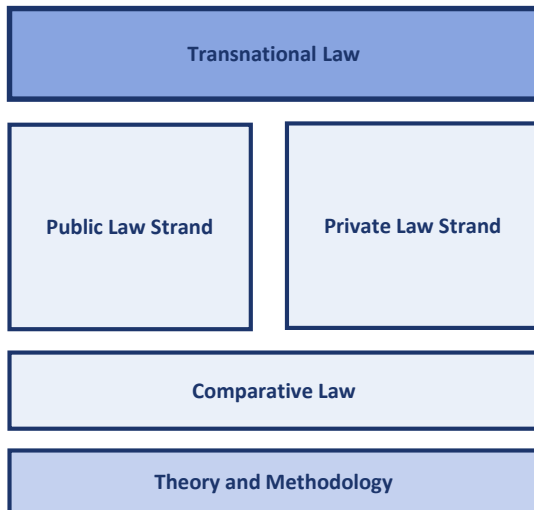 Transnational Law
Public Law Strand
Private Law Strand
Comparative Law
Theory and Methodology